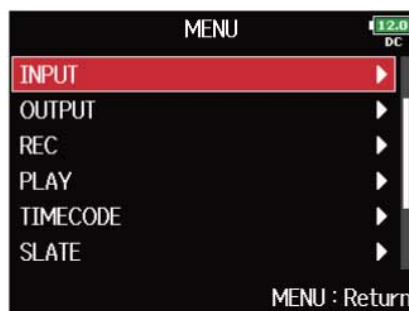 MENU
12.0
DC
INPUT
OUTPUT
REC
PLAY
TIMECODE
SLATE
MENU : Return